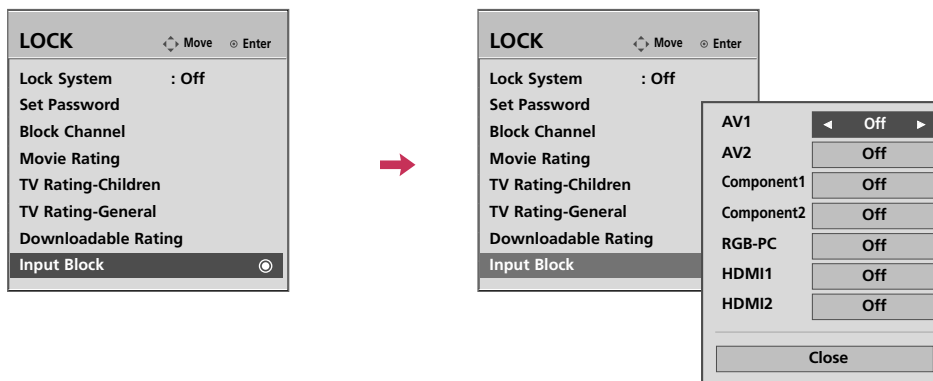 LOCK Move Enter
Lock System : Off
Set Password
Block Channel
Movie Rating
TV Rating-Children
TV Rating-General
Downloadable Rating
Input Block
LOCK Move Enter
Lock System : Off
Set Password
Block Channel
Movie Rating
TV Rating-Children
TV Rating-General
Downloadable Rating
Input Block
AV1 Off
AV2 Off
Component1 Off
Component2 Off
RGB-PC Off
HDMI1 Off
HDMI2 Off
Close